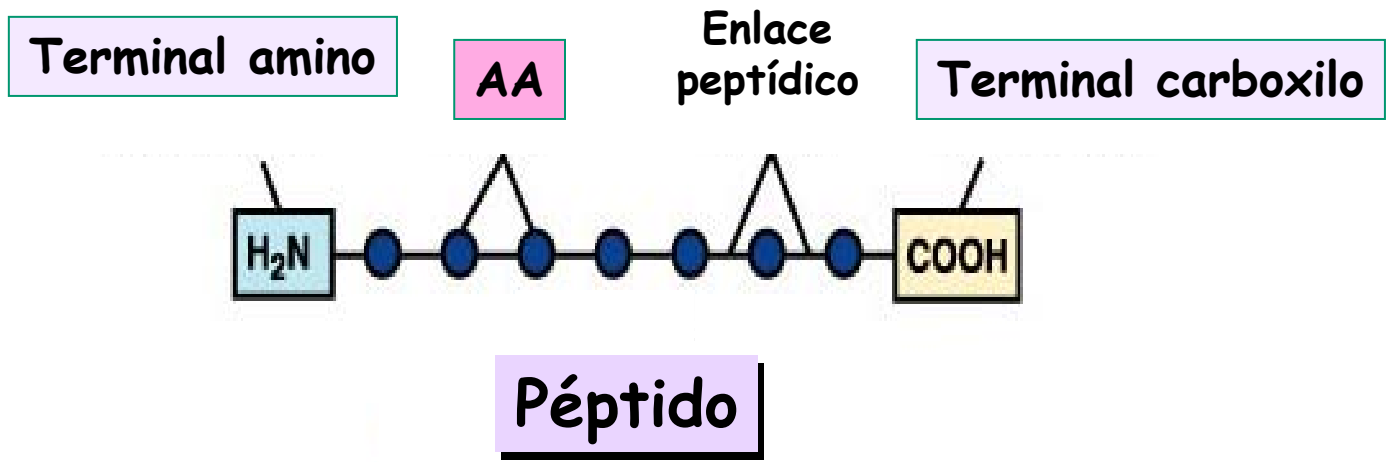 Terminal amino
AA
Enlace
peptídico
Terminal carboxilo
H₂N
COOH
Péptido